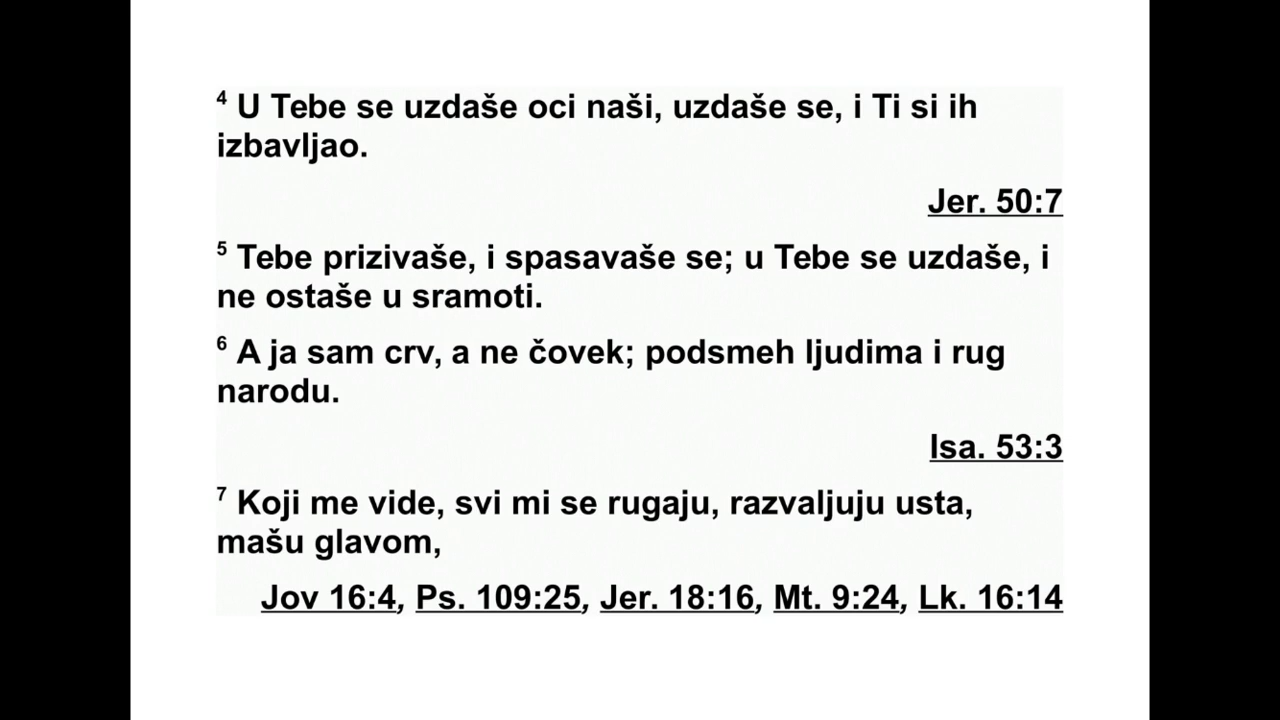 4 U Tebe se uzdaše oci naši, uzdaše se, i Ti si ih
izbavljao.
Jer. 50:7
5 Tebe prizivaše, i spasavaše se; u Tebe se uzdaše, i
ne ostaše u sramoti.
6 A ja sam crv, a ne čovek; podsmeh ljudima i rug
narodu.
Isa. 53:3
7 Koji me vide, svi mi se rugaju, razvaljuju usta,
mašu glavom,
Jov 16:4, Ps. 109:25, Jer. 18:16, Mt. 9:24, Lk. 16:14